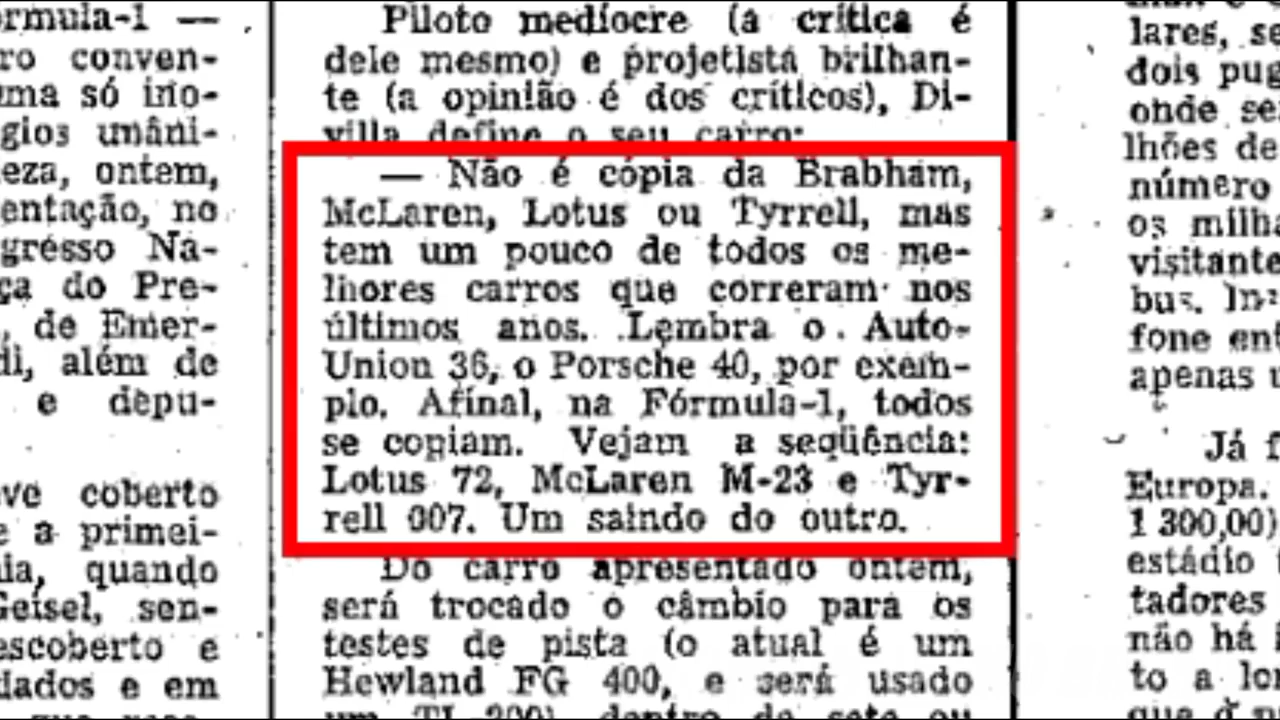 órmula-1 —
ro conven-
ma só ino-
gios unâni-
eza, ontem,
entação, no
gresso Na-
ça do Pre-
, de Emer-
di, além de
e depu-
ve coberto
e a primei-
ia, quando
Geisel, sen-
escoberto e
dados e em
Piloto medíocre (a crítica é
dele mesmo) e projetista brilhan-
te (a opinião é dos críticos), Di-
villa define o seu carro:
— Não é cópia da Brabham,
McLaren, Lotus ou Tyrrell, mas
tem um pouco de todos os me-
lhores carros que correram nos
últimos anos. Lembra o Auto-
Union 36, o Porsche 40, por exem-
plo. Afinal, na Fórmula-1, todos
se copiam. Vejam a seqüência:
Lotus 72, McLaren M-23 e Tyr-
rell 007. Um saindo do outro.
Do carro apresentado ontem,
será trocado o câmbio para os
testes de pista (o atual é um
Hewland FG 400, e será usado
um TL-200) dentro de sete ou
lares, se
dois pug
onde se
lhões de
número
os milha
visitante
bus.
fone ent
apenas u
Já f
Europa.
1 300,00)
estádio
tadores
não há
to a lon